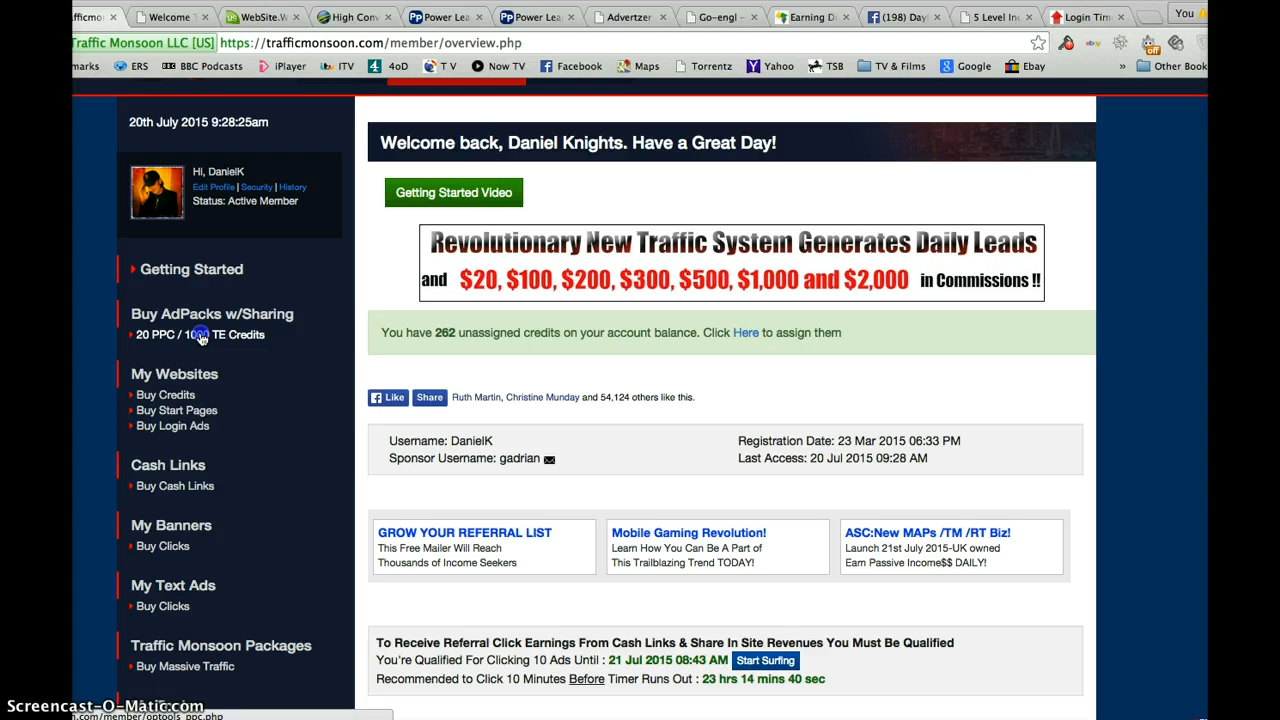 afficmon
Welcome T
WebSite.W
High Conv
Power Lea
Power Lea
Advertzer
Go-engl
Earning Di
(198) Day
5 Level Inc
Login Tim
You
Traffic Monsoon LLC [US] https://trafficmonsoon.com/member/overview.php
marks ERS BBC Podcasts iPlayer ITV 4oD T V Now TV Facebook Maps Torrentz Yahoo TSB TV & Films Google Ebay » Other Book
20th July 2015 9:28:25am
Hi, DanielK
Edit Profile | Security | History
Status: Active Member
Getting Started
Buy AdPacks w/Sharing
20 PPC / 1000 TE Credits
My Websites
Buy Credits
Buy Start Pages
Buy Login Ads
Cash Links
Buy Cash Links
My Banners
Buy Clicks
My Text Ads
Buy Clicks
Traffic Monsoon Packages
Buy Massive Traffic
Welcome back, Daniel Knights. Have a Great Day!
Getting Started Video
Revolutionary New Traffic System Generates Daily Leads
and $20, $100, $200, $300, $500, $1,000 and $2,000 in Commissions !!
You have 262 unassigned credits on your account balance. Click Here to assign them
Like Share Ruth Martin, Christine Munday and 54,124 others like this.
Username: DanielK
Sponsor Username: gadrian
Registration Date: 23 Mar 2015 06:33 PM
Last Access: 20 Jul 2015 09:28 AM
GROW YOUR REFERRAL LIST
This Free Mailer Will Reach
Thousands of Income Seekers
Mobile Gaming Revolution!
Learn How You Can Be A Part of
This Trailblazing Trend TODAY!
ASC:New MAPs /TM /RT Biz!
Launch 21st July 2015-UK owned
Earn Passive Income$$ DAILY!
To Receive Referral Click Earnings From Cash Links & Share In Site Revenues You Must Be Qualified
You're Qualified For Clicking 10 Ads Until : 21 Jul 2015 08:43 AM Start Surfing
Recommended to Click 10 Minutes Before Timer Runs Out : 23 hrs 14 mins 40 sec
Screencast-O-Matic.com
on.com/member/optools_ppc.php